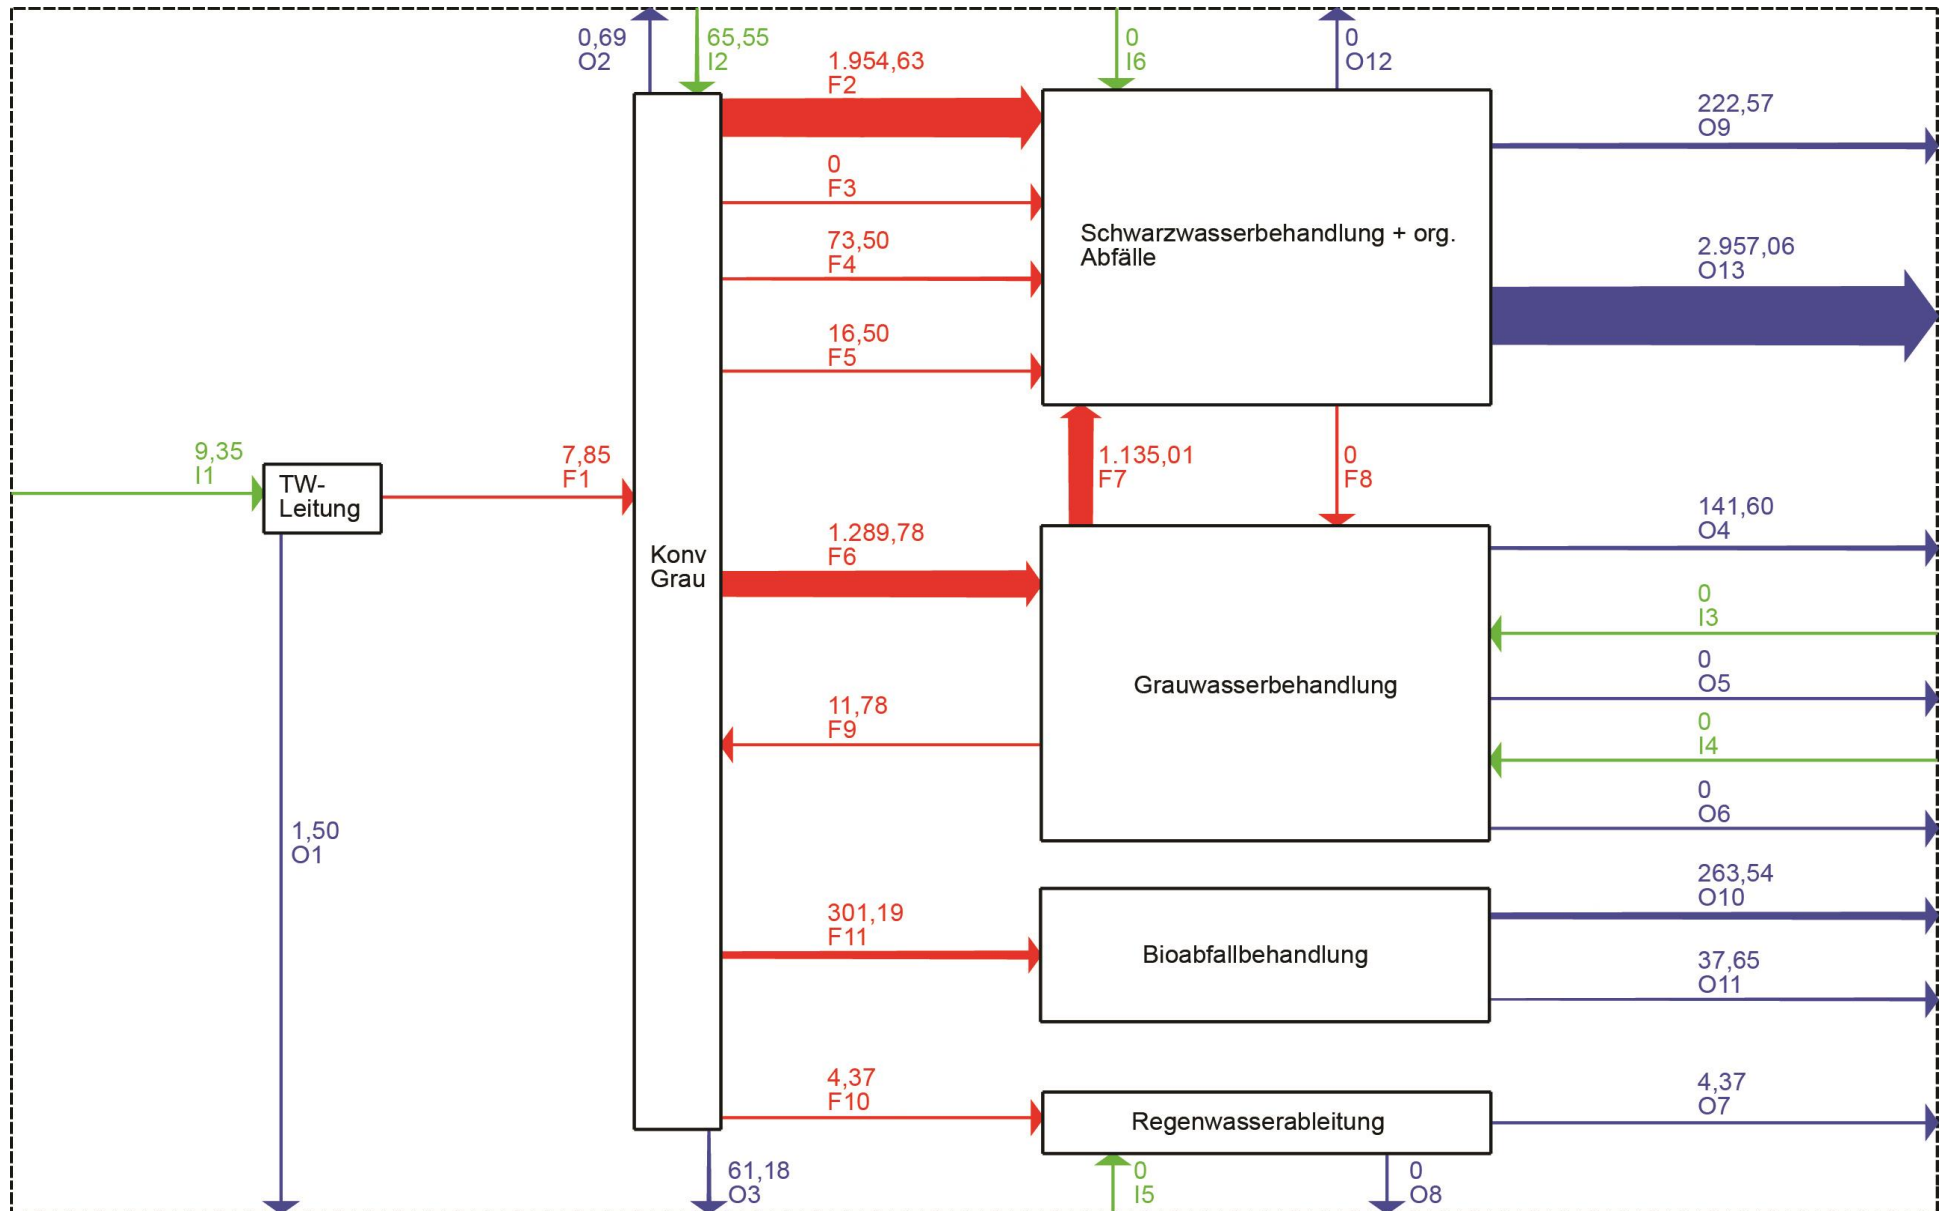 0,69
O2
65,55
I2
1.954,63
F2
0
I6
0
O12
222,57
O9
0
F3
73,50
F4
Schwarzwasserbehandlung + org.
Abfälle
2.957,06
O13
16,50
F5
9,35
I1
TW-
Leitung
7,85
F1
1.135,01
F7
0
F8
Konv
Grau
1.289,78
F6
141,60
O4
0
I3
Grauwasserbehandlung
0
O5
11,78
F9
0
I4
0
O6
1,50
O1
301,19
F11
Bioabfallbehandlung
263,54
O10
37,65
O11
4,37
F10
Regenwasserableitung
4,37
O7
61,18
O3
0
I5
0
O8